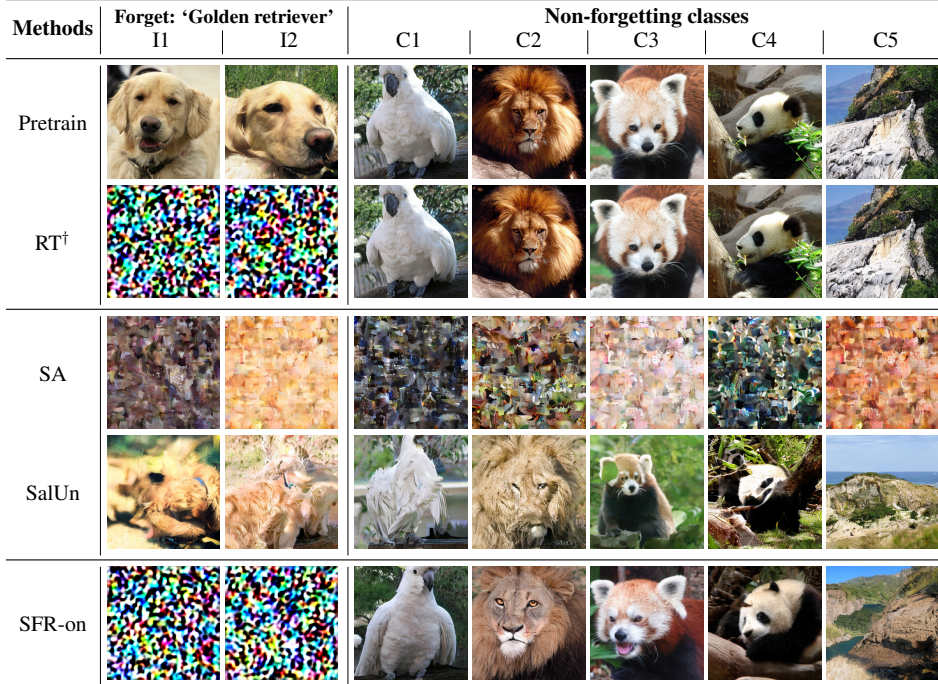 Methods
Forget: ‘Golden retriever’
Non-forgetting classes
I1 I2 C1 C2 C3 C4 C5
Pretrain
RT†
SA
SalUn
SFR-on